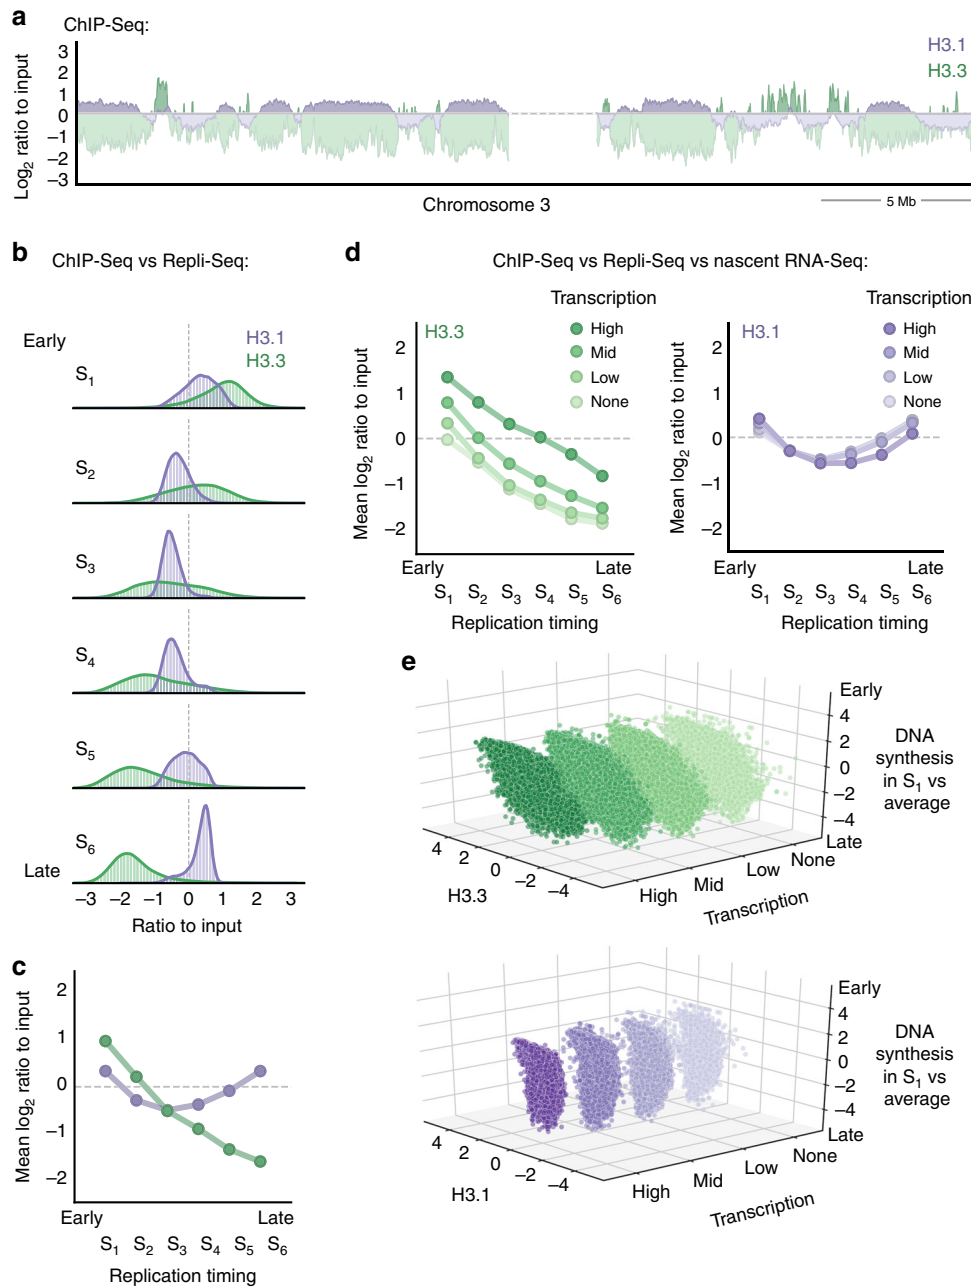 a
ChIP-Seq:
H3.1
H3.3
Log2 ratio to input
3
2
1
0
−1
−2
−3
Chromosome 3
5 Mb
b
ChIP-Seq vs Repli-Seq:
Early
H3.1
H3.3
S1
S2
S3
S4
S5
S6
Late
−3 −2 −1 0 1 2 3
Ratio to input
c
Mean log2 ratio to input
2
1
0
−1
−2
Early Late
S1 S2 S3 S4 S5 S6
Replication timing
d
ChIP-Seq vs Repli-Seq vs nascent RNA-Seq:
Transcription
H3.3
High
Mid
Low
None
Mean log2 ratio to input
2
1
0
−1
−2
Early Late
S1 S2 S3 S4 S5 S6
Replication timing
Transcription
H3.1
High
Mid
Low
None
Mean log2 ratio to input
2
1
0
−1
−2
Early Late
S1 S2 S3 S4 S5 S6
Replication timing
e
Early
4
2
0
−2
−4
Late
DNA
synthesis
in S1 vs
average
4 2 0 −2 −4
H3.3
High Mid Low None
Transcription
Early
4
2
0
−2
−4
Late
DNA
synthesis
in S1 vs
average
4 2 0 −2 −4
H3.1
High Mid Low None
Transcription